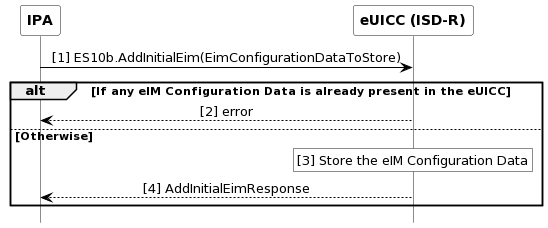 IPA
eUICC (ISD-R)
[1] ES10b.AddInitialEim(EimConfigurationDataToStore)
alt
[If any eIM Configuration Data is already present in the eUICC]
[2] error
[Otherwise]
[3] Store the eIM Configuration Data
[4] AddInitialEimResponse